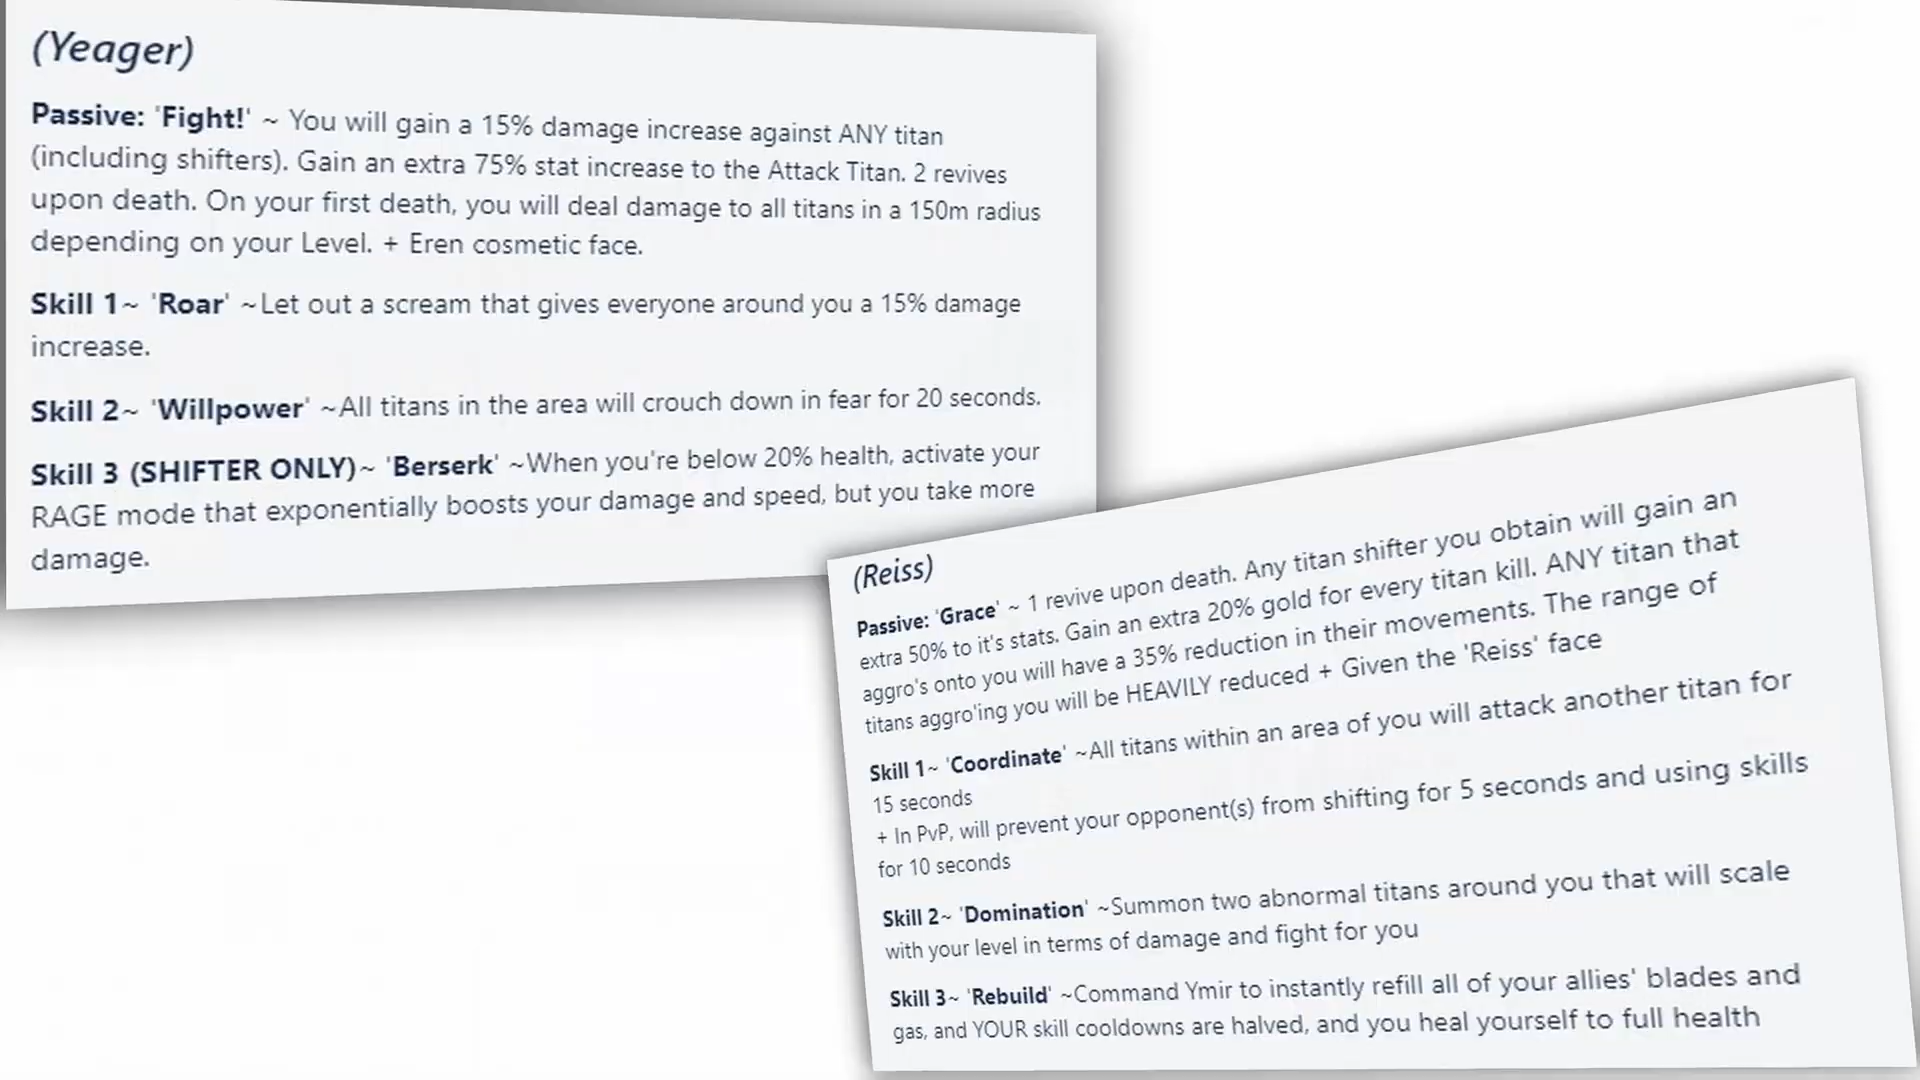 (Yeager)
Passive: 'Fight!' ~ You will gain a 15% damage increase against ANY titan
(including shifters). Gain an extra 75% stat increase to the Attack Titan. 2 revives
upon death. On your first death, you will deal damage to all titans in a 150m radius
depending on your Level. + Eren cosmetic face.
Skill 1~ 'Roar' ~Let out a scream that gives everyone around you a 15% damage
increase.
Skill 2~ 'Willpower' ~All titans in the area will crouch down in fear for 20 seconds.
Skill 3 (SHIFTER ONLY)~ 'Berserk' ~When you're below 20% health, activate your
RAGE mode that exponentially boosts your damage and speed, but you take more
damage.
(Reiss)
Passive: 'Grace' ~ 1 revive upon death. Any titan shifter you obtain will gain an
extra 50% to it's stats. Gain an extra 20% gold for every titan kill. ANY titan that
aggro's onto you will have a 35% reduction in their movements. The range of
titans aggro'ing you will be HEAVILY reduced + Given the 'Reiss' face
Skill 1~ 'Coordinate' ~All titans within an area of you will attack another titan for
15 seconds
+ In PvP, will prevent your opponent(s) from shifting for 5 seconds and using skills
for 10 seconds
Skill 2~ 'Domination' ~Summon two abnormal titans around you that will scale
with your level in terms of damage and fight for you
Skill 3~ 'Rebuild' ~Command Ymir to instantly refill all of your allies' blades and
gas, and YOUR skill cooldowns are halved, and you heal yourself to full health